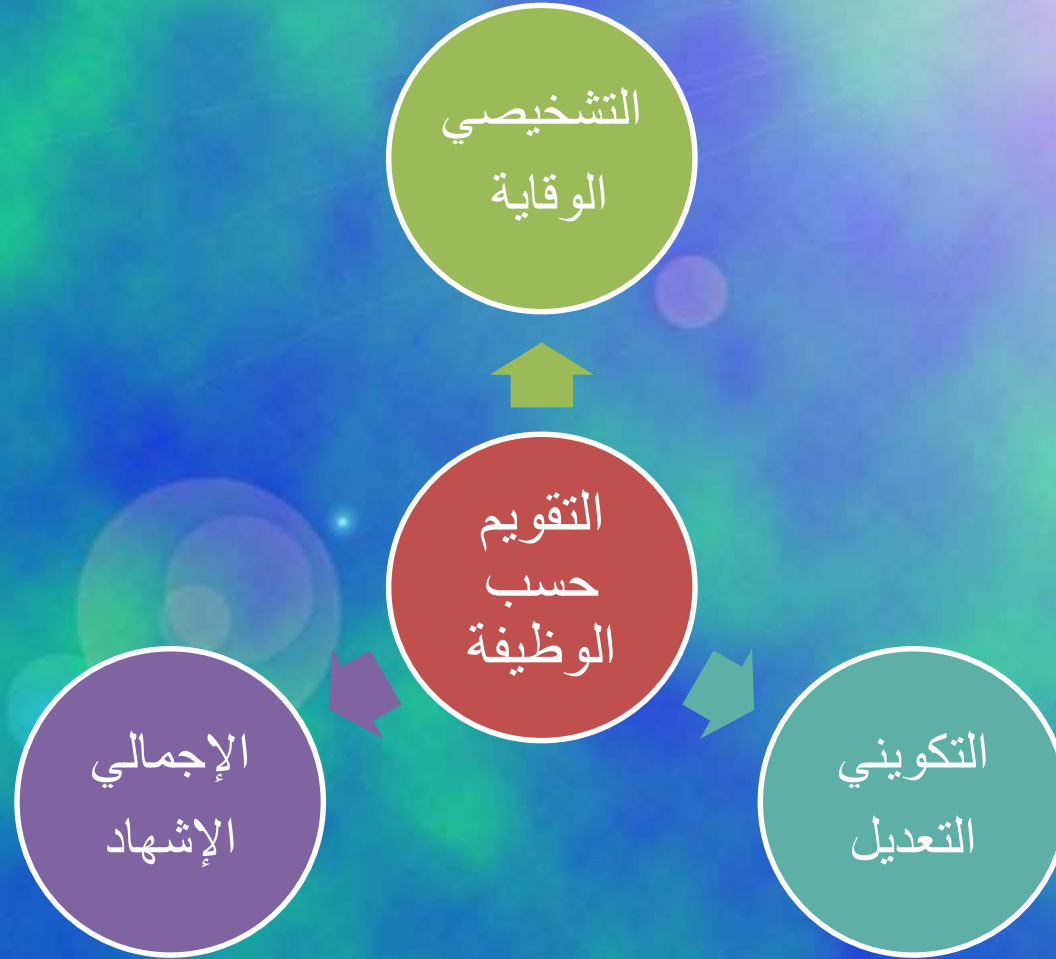 التشخيصي
الوقاية
التقويم
حسب
الوظيفة
التكويني
التعديل
الإجمالي
الإشهاد